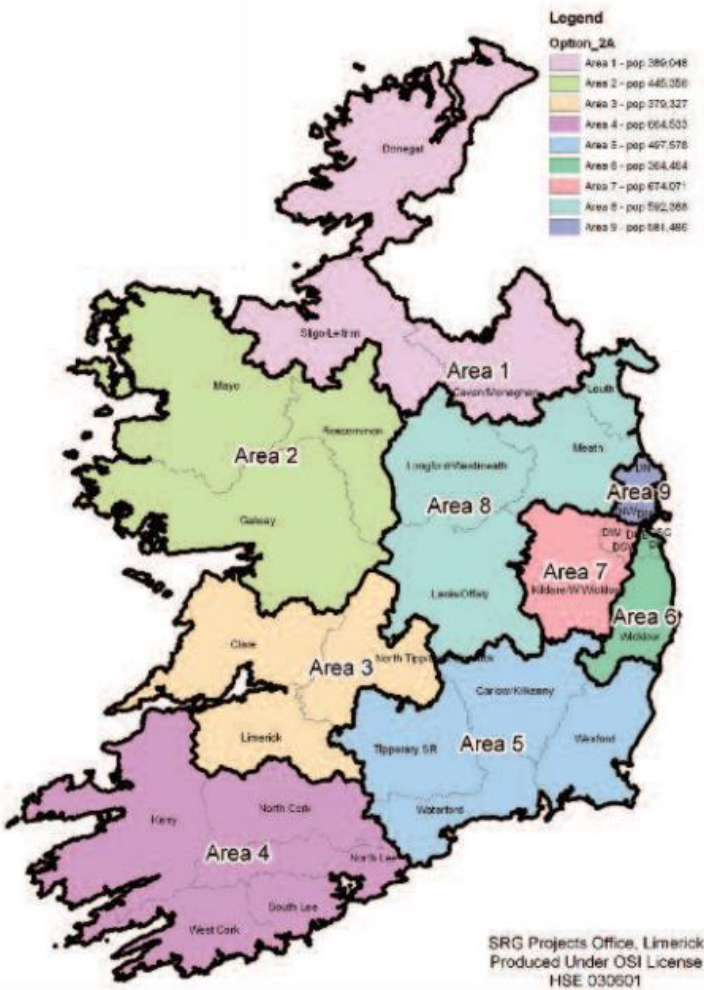 Legend
Option_2A
Area 1 - pop 389,048
Area 2 - pop 445,356
Area 3 - pop 379,327
Area 4 - pop 664,533
Area 5 - pop 497,578
Area 6 - pop 364,464
Area 7 - pop 674,071
Area 8 - pop 592,388
Area 9 - pop 581,486
Donegal
Sligo/Leitrim
Area 1
Cavan/Monaghan
Louth
Mayo
Roscommon
Meath
Area 2
Longford/Westmeath
DN
Area 9
Area 8
Galway
DW
Area 7
Kildare/W Wicklow
Laois/Offaly
Area 6
Wicklow
Clare
Area 3
North Tipp
Carlow/Kilkenny
Limerick
Tipperary SR
Area 5
Wexford
Waterford
North Cork
Kerry
Area 4
North Lee
South Lee
West Cork
SRG Projects Office, Limerick
Produced Under OSI License
HSE 030601